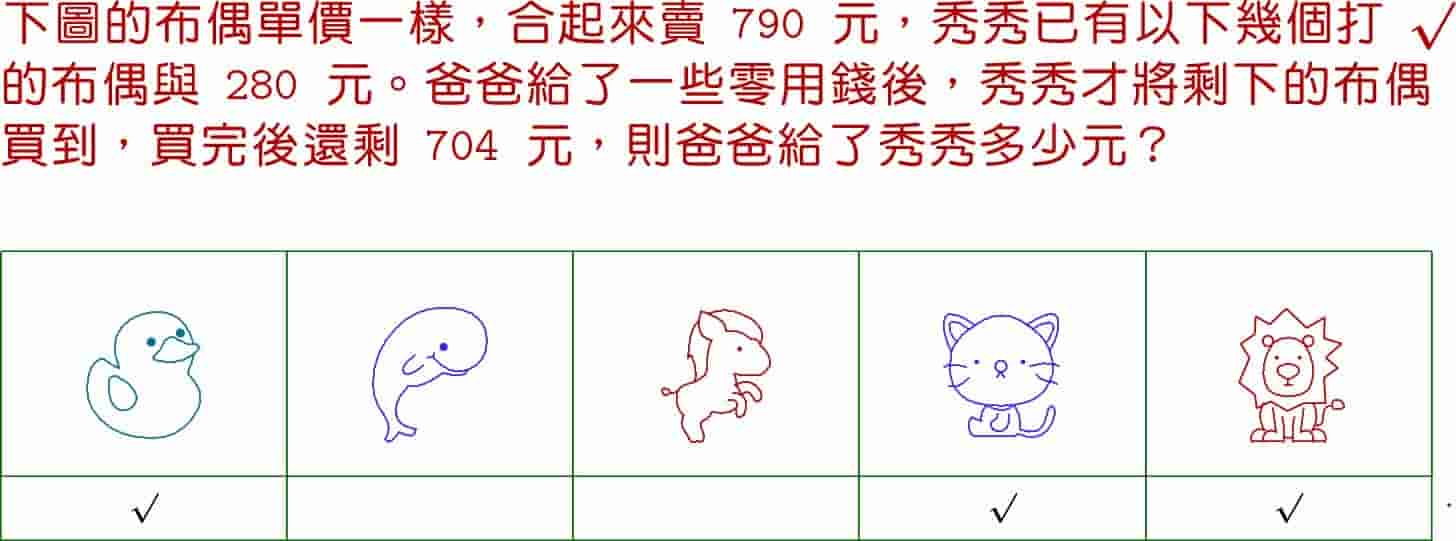 下圖的布偶單價一樣，合起來賣 790 元，秀秀已有以下幾個打 √
的布偶與 280 元。爸爸給了一些零用錢後，秀秀才將剩下的布偶
買到，買完後還剩 704 元，則爸爸給了秀秀多少元？
√ √ √ .